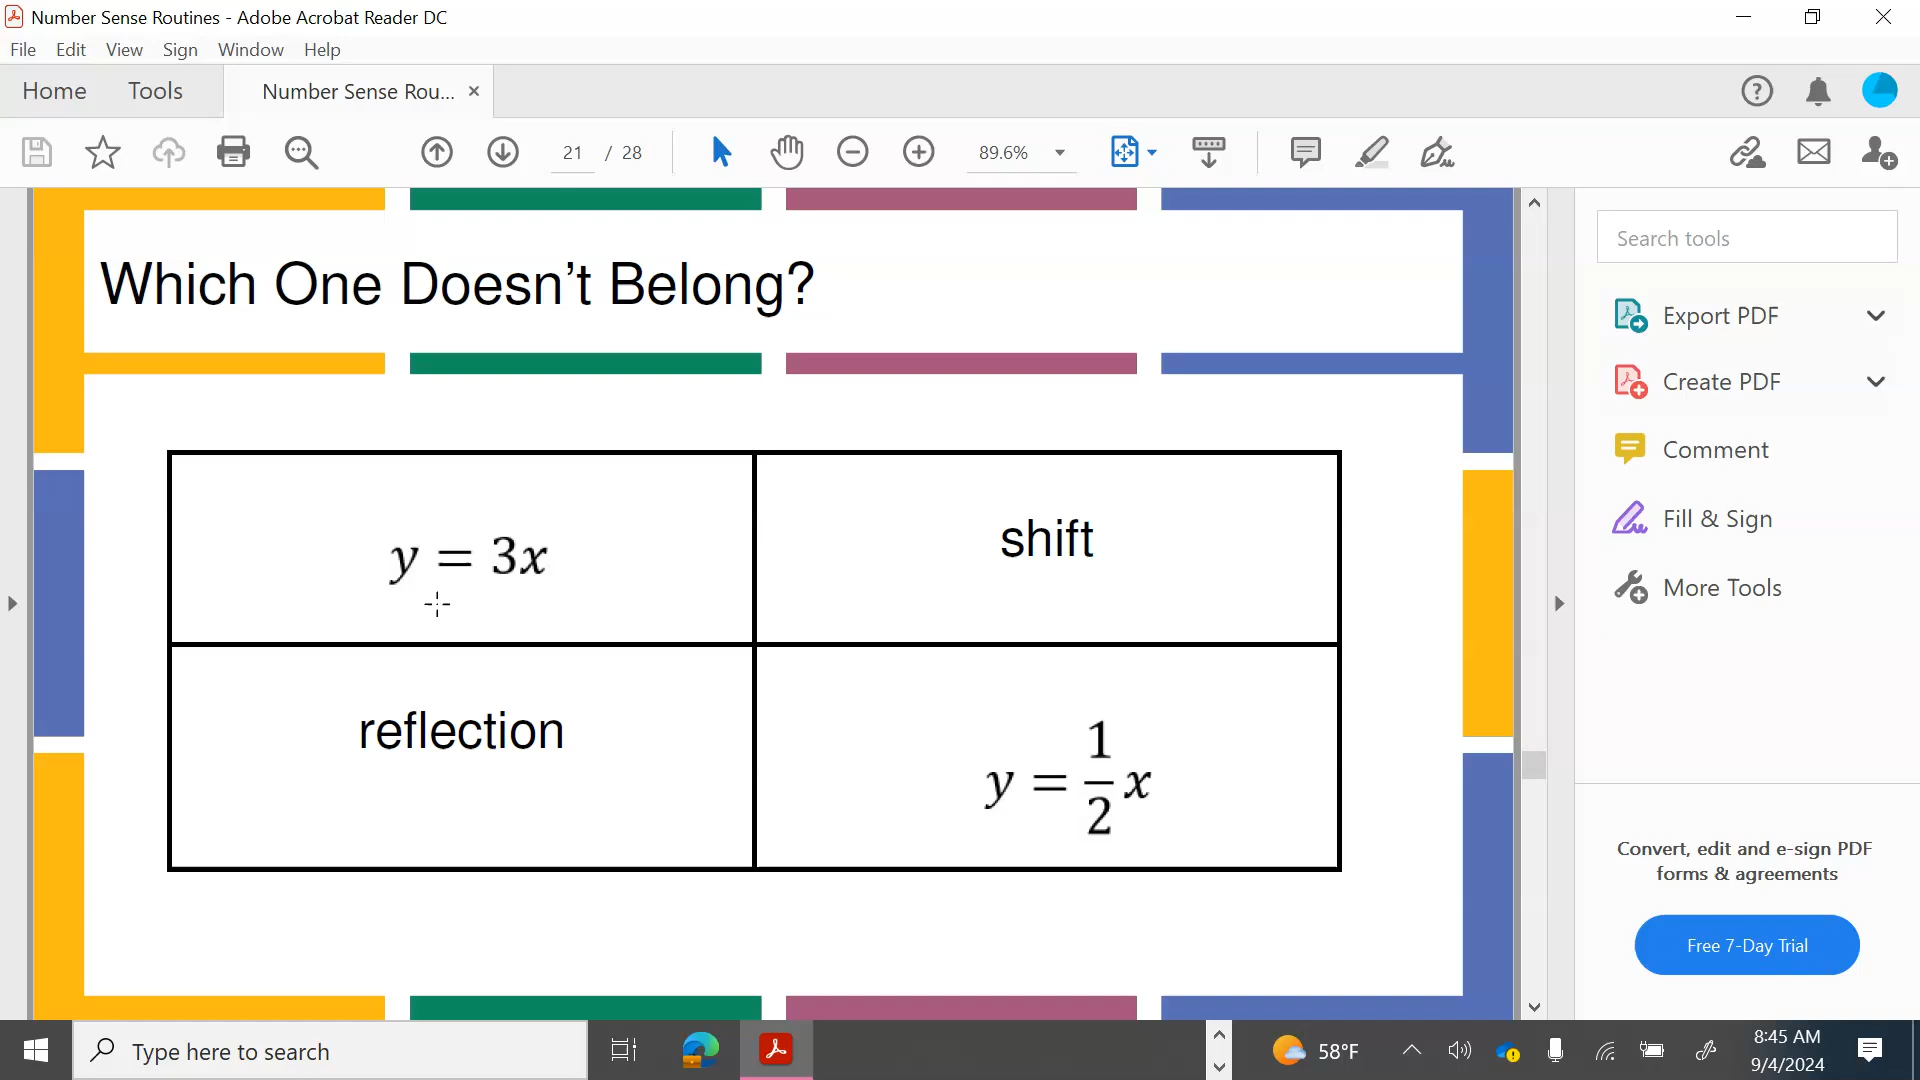 Number Sense Routines - Adobe Acrobat Reader DC
File Edit View Sign Window Help
Home Tools Number Sense Rou... ×
21 / 28 89.6%
Search tools
Export PDF
Create PDF
Comment
Fill & Sign
More Tools
Convert, edit and e-sign PDF
forms & agreements
Free 7-Day Trial
Which One Doesn't Belong?
y = 3x
shift
reflection
y = 1/2 x
Type here to search
58°F
8:45 AM
9/4/2024